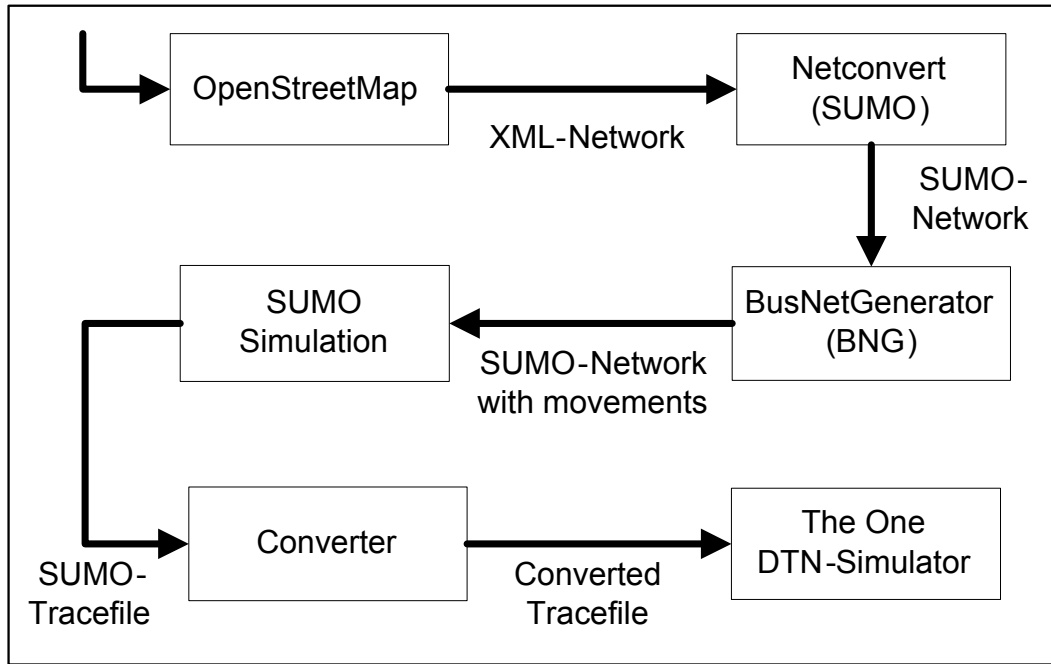 OpenStreetMap
XML-Network
Netconvert
(SUMO)
SUMO-
Network
BusNetGenerator
(BNG)
SUMO-Network
with movements
SUMO
Simulation
SUMO-
Tracefile
Converter
Converted
Tracefile
The One
DTN-Simulator